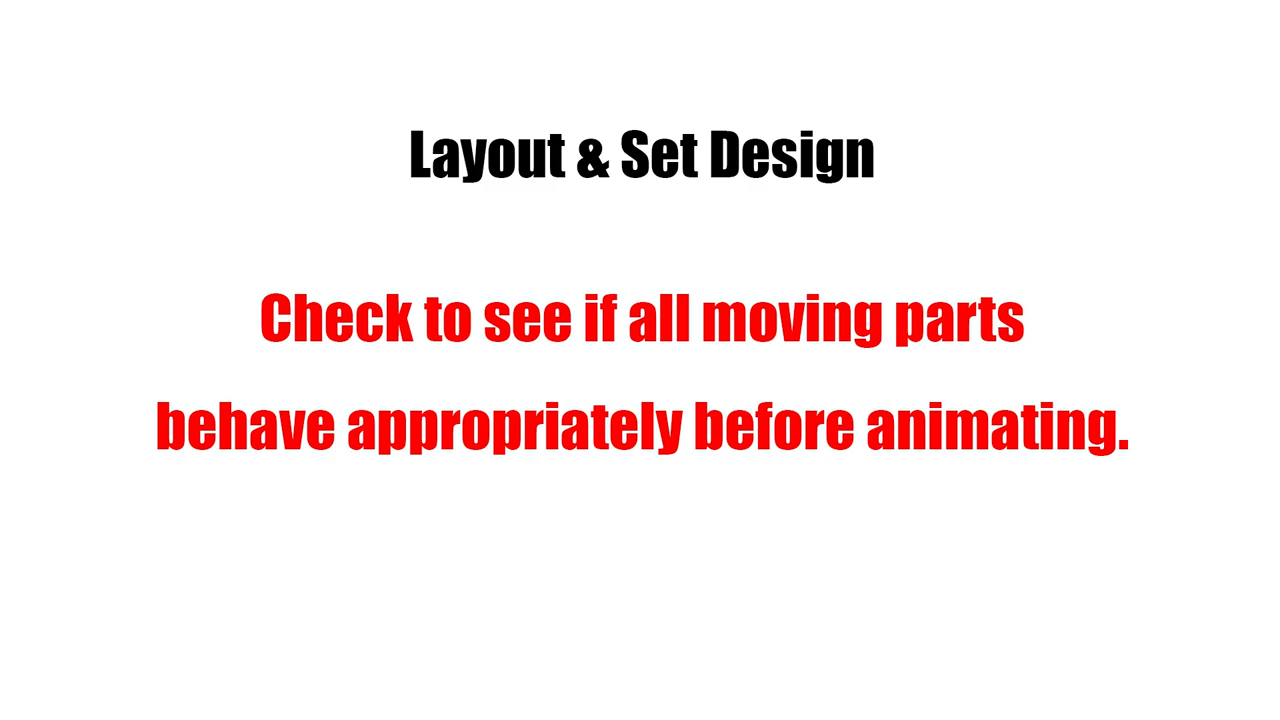 Layout & Set Design
Check to see if all moving parts
behave appropriately before animating.